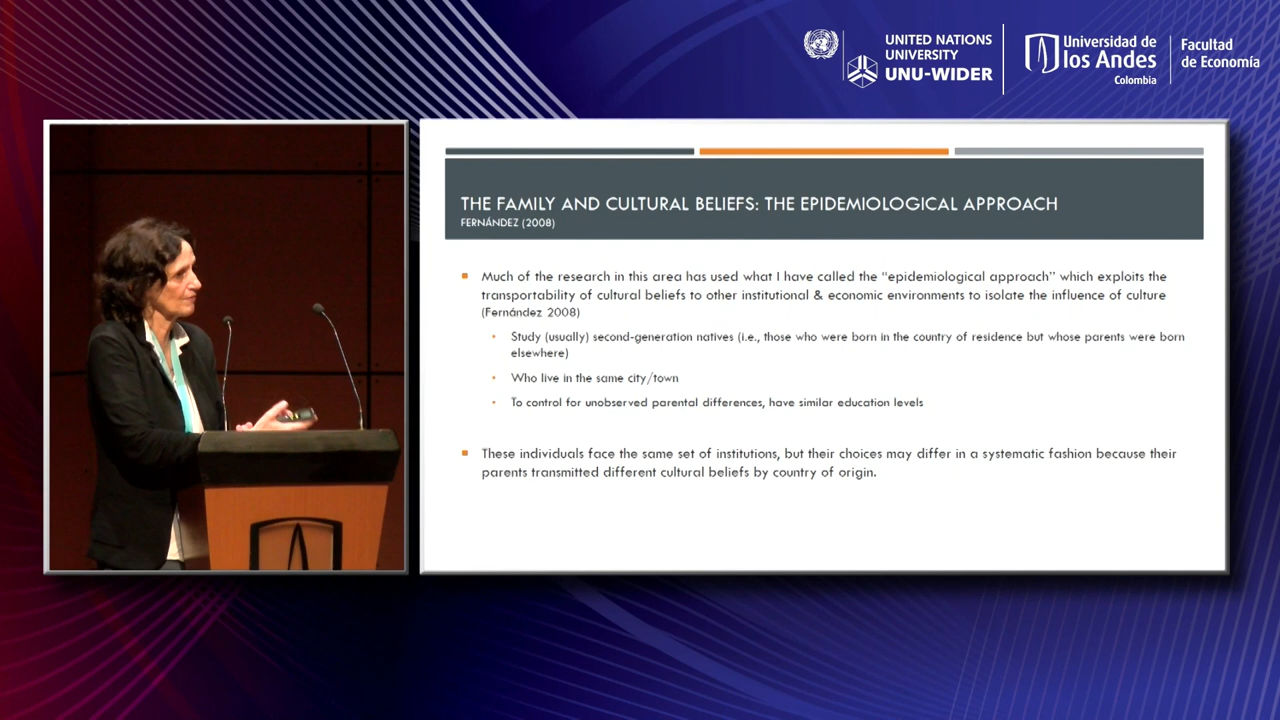 UNITED NATIONS
UNIVERSITY
UNU-WIDER
Universidad de
los Andes
Colombia
Facultad
de Economía
THE FAMILY AND CULTURAL BELIEFS: THE EPIDEMIOLOGICAL APPROACH
FERNÁNDEZ (2008)
Much of the research in this area has used what I have called the “epidemiological approach” which exploits the
transportability of cultural beliefs to other institutional & economic environments to isolate the influence of culture
(Fernández 2008)
Study (usually) second-generation natives (i.e., those who were born in the country of residence but whose parents were born
elsewhere)
Who live in the same city/town
To control for unobserved parental differences, have similar education levels
These individuals face the same set of institutions, but their choices may differ in a systematic fashion because their
parents transmitted different cultural beliefs by country of origin.